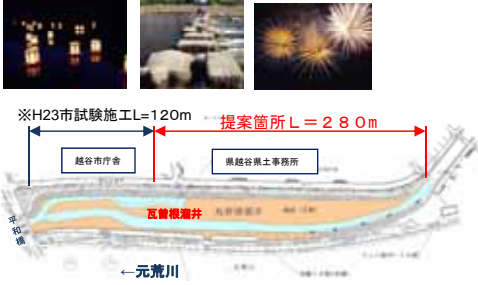 ※H23市試験施工L=120m
提案箇所L=280m
越谷市庁舎
県越谷県土事務所
瓦曽根溜井
平和橋
←元荒川